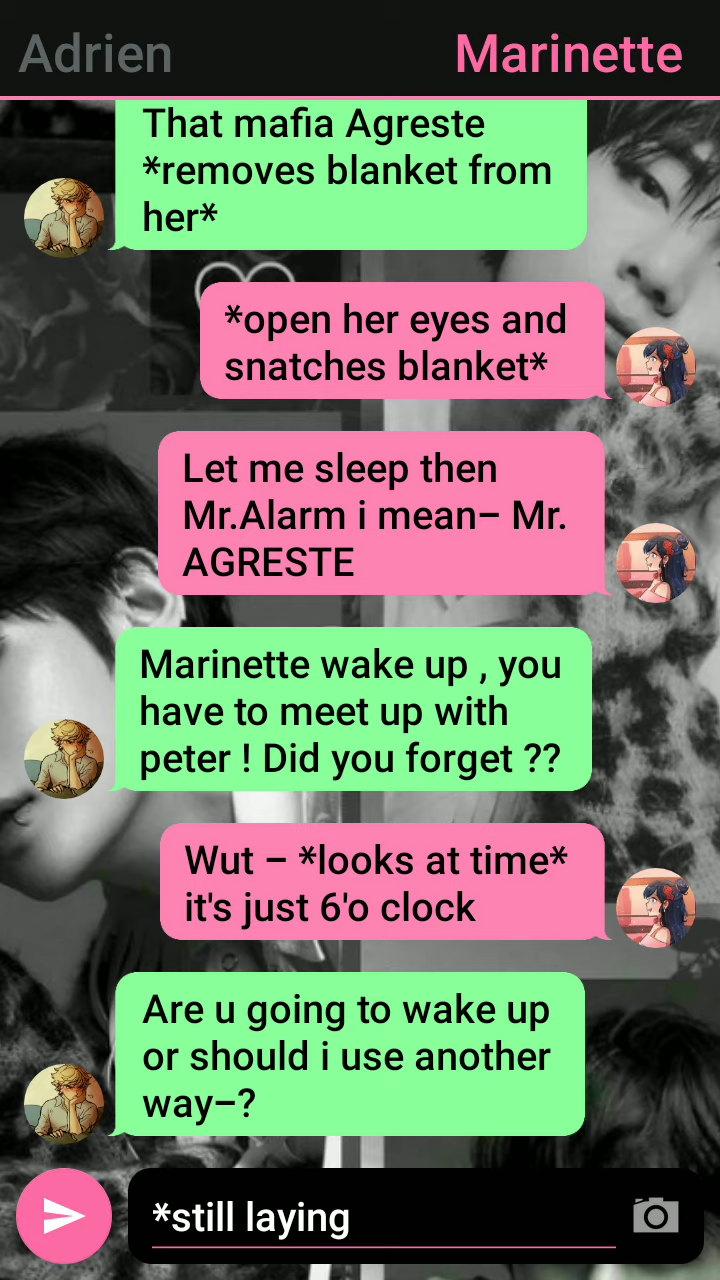 Adrien
Marinette
That mafia Agreste
*removes blanket from
her*
*open her eyes and
snatches blanket*
Let me sleep then
Mr.Alarm i mean– Mr.
AGRESTE
Marinette wake up , you
have to meet up with
peter ! Did you forget ??
Wut – *looks at time*
it's just 6'o clock
Are u going to wake up
or should i use another
way–?
*still laying